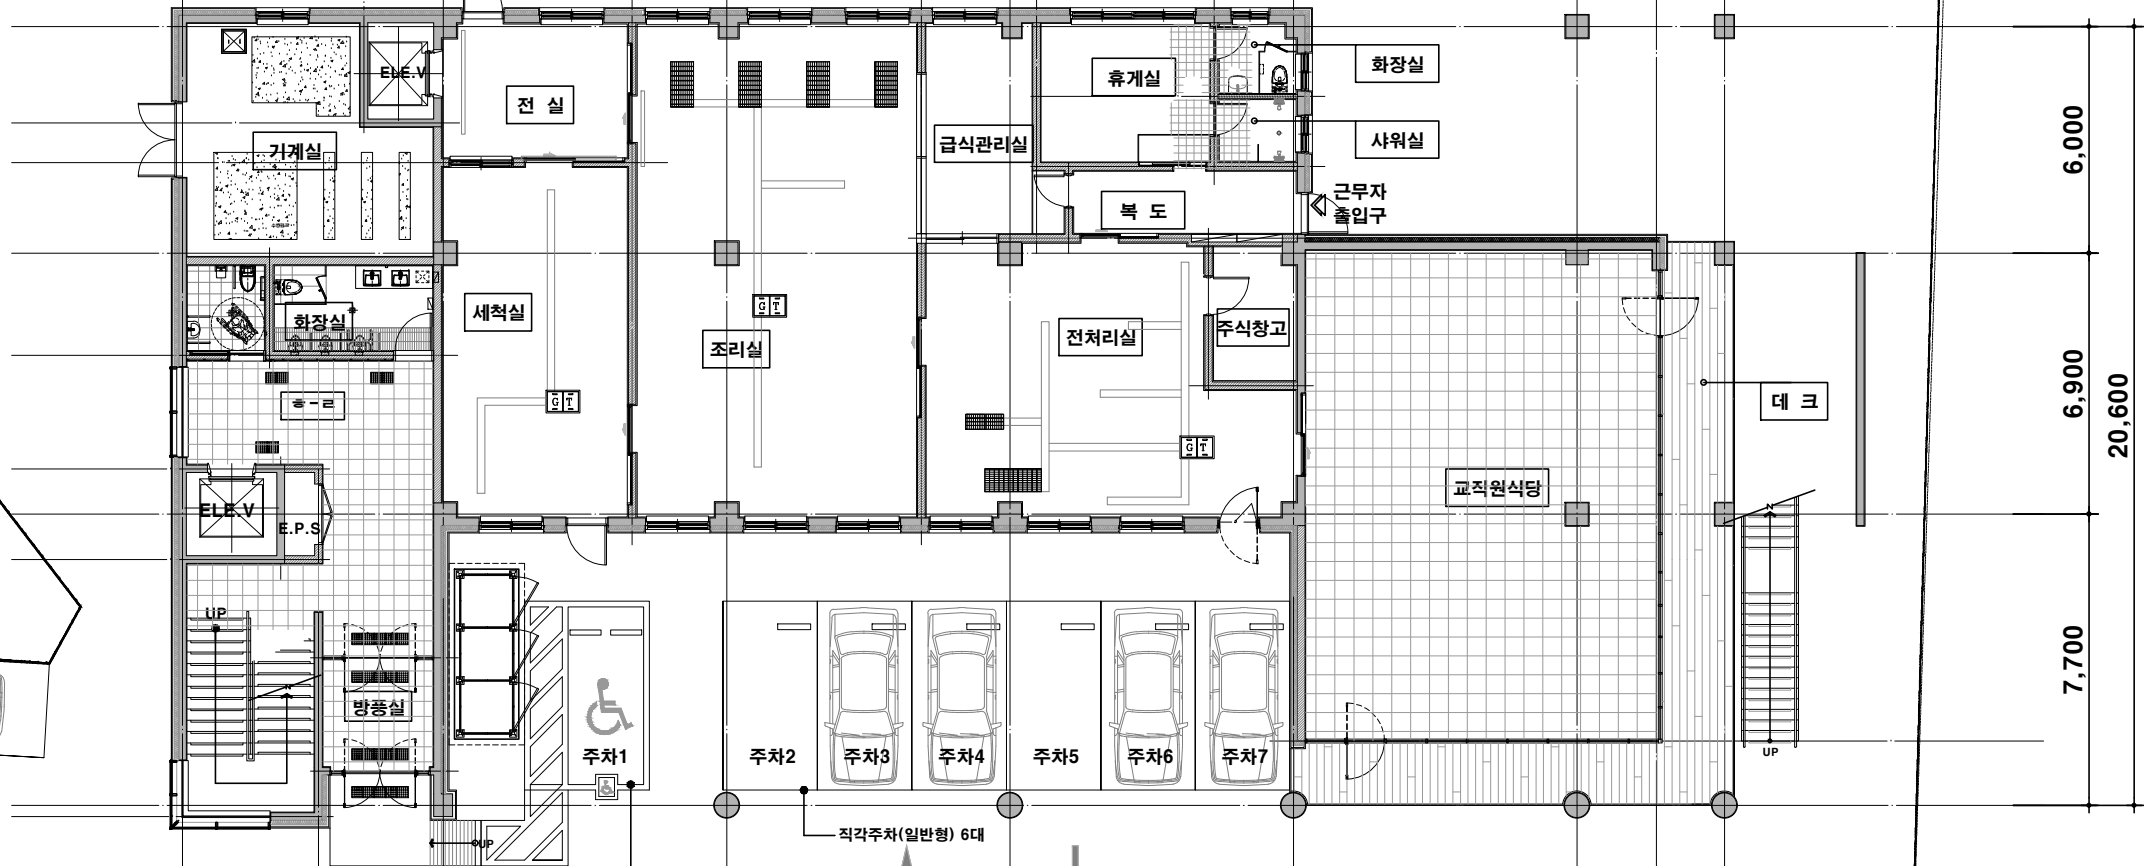 ELE.V
전 실
휴게실
화장실
급식관리실
샤워실
기계실
6,000
근무자
출입구
복 도
세척실
화장실
G T
조리실
전처리실
주식창고
6,900
20,600
데 크
홀
G T
G T
교직원식당
ELE.V
E.P.S
UP
방풍실
7,700
주차1
주차2
주차3
주차4
주차5
주차6
주차7
UP
직각주차(일반형) 6대
UP